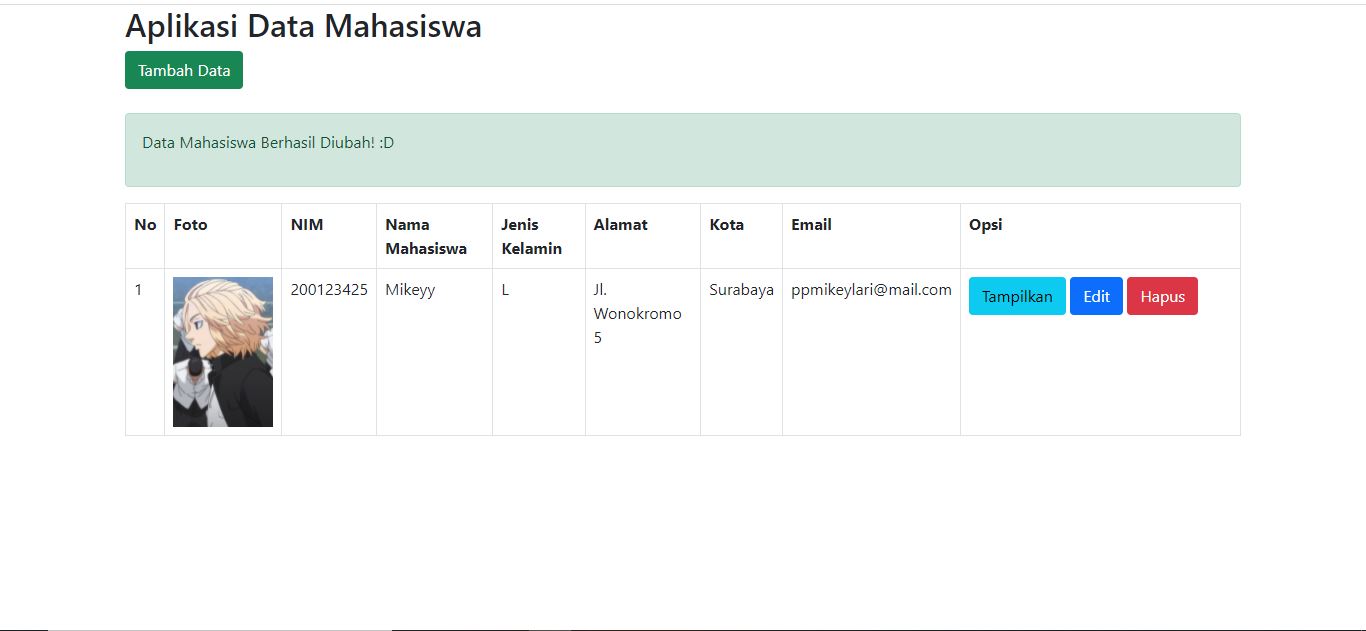 Aplikasi Data Mahasiswa
Tambah Data
Data Mahasiswa Berhasil Diubah! :D
No Foto NIM Nama Mahasiswa Jenis Kelamin Alamat Kota Email Opsi
1 200123425 Mikeyy L Jl. Wonokromo 5 Surabaya ppmikeylari@mail.com Tampilkan Edit Hapus